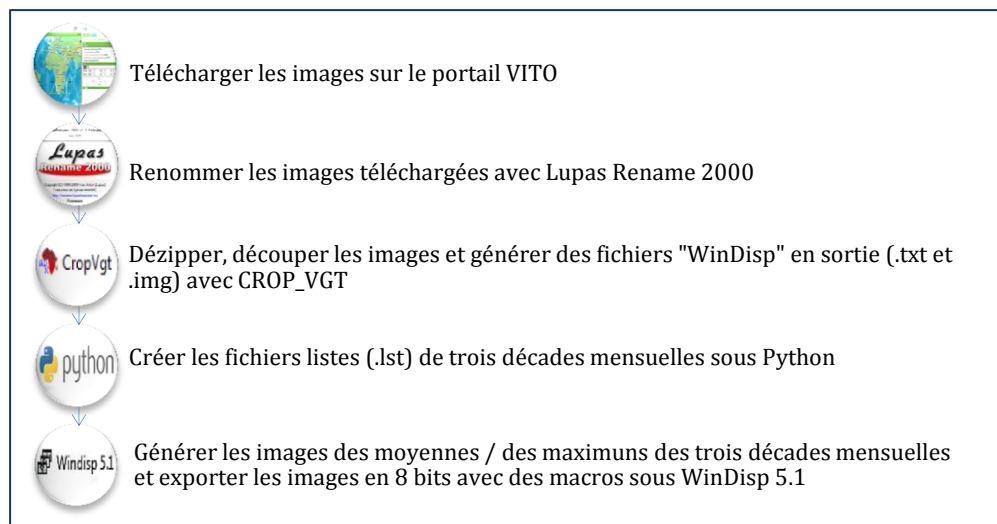 Télécharger les images sur le portail VITO
Lupas
Rename 2000
Renommer les images téléchargées avec Lupas Rename 2000
CropVgt
Dézipper, découper les images et générer des fichiers "WinDisp" en sortie (.txt et
.img) avec CROP_VGT
python
Créer les fichiers listes (.lst) de trois décades mensuelles sous Python
Windisp 5.1
Générer les images des moyennes / des maximuns des trois décades mensuelles
et exporter les images en 8 bits avec des macros sous WinDisp 5.1